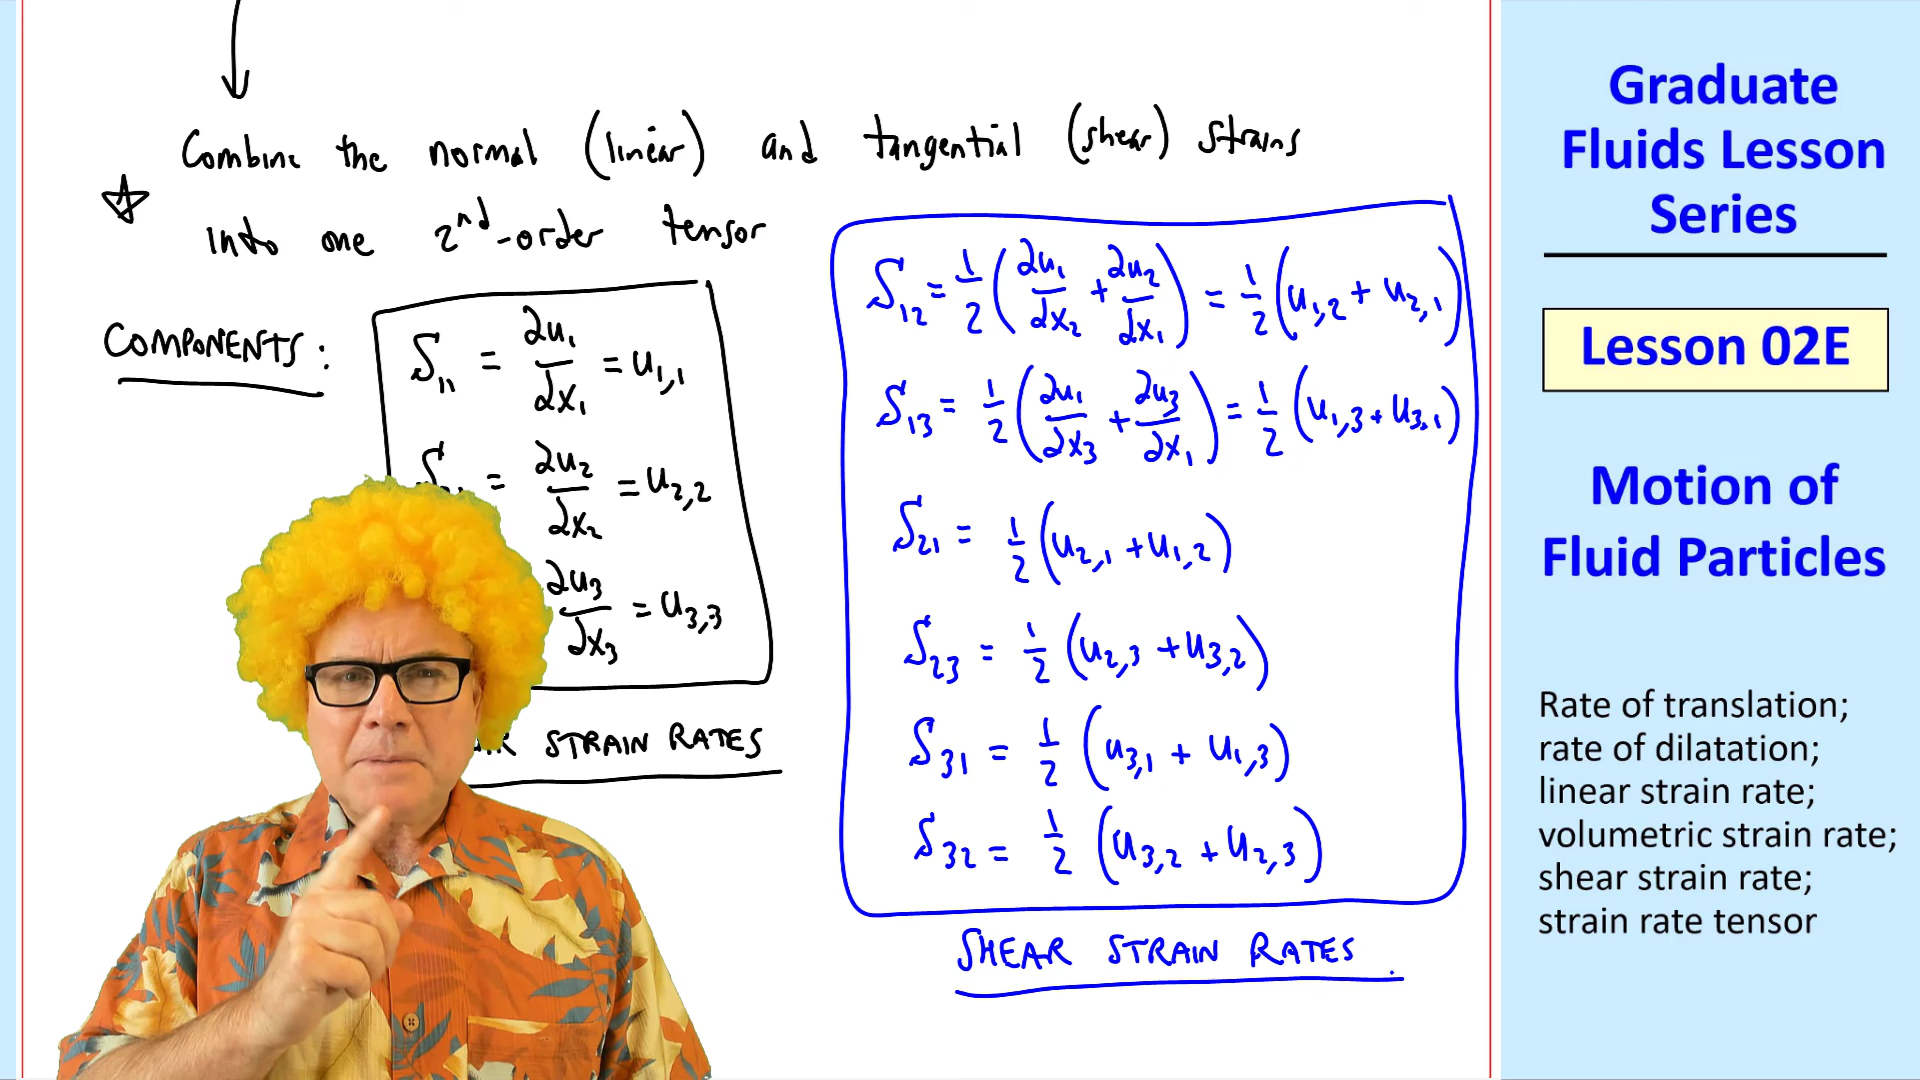 Combine the normal (linear) and tangential (shear) strains
into one 2nd-order tensor
COMPONENTS:
S₁₁ = ∂u₁/∂x₁ = u₁,₁
= ∂u₂/∂x₂ = u₂,₂
∂u₃/∂x₃ = u₃,₃
STRAIN RATES
S₁₂ = 1/2 (∂u₁/∂x₂ + ∂u₂/∂x₁) = 1/2 (u₁,₂ + u₂,₁)
S₁₃ = 1/2 (∂u₁/∂x₃ + ∂u₃/∂x₁) = 1/2 (u₁,₃ + u₃,₁)
S₂₁ = 1/2 (u₂,₁ + u₁,₂)
S₂₃ = 1/2 (u₂,₃ + u₃,₂)
S₃₁ = 1/2 (u₃,₁ + u₁,₃)
S₃₂ = 1/2 (u₃,₂ + u₂,₃)
SHEAR STRAIN RATES
Graduate
Fluids Lesson
Series
Lesson 02E
Motion of
Fluid Particles
Rate of translation;
rate of dilatation;
linear strain rate;
volumetric strain rate;
shear strain rate;
strain rate tensor